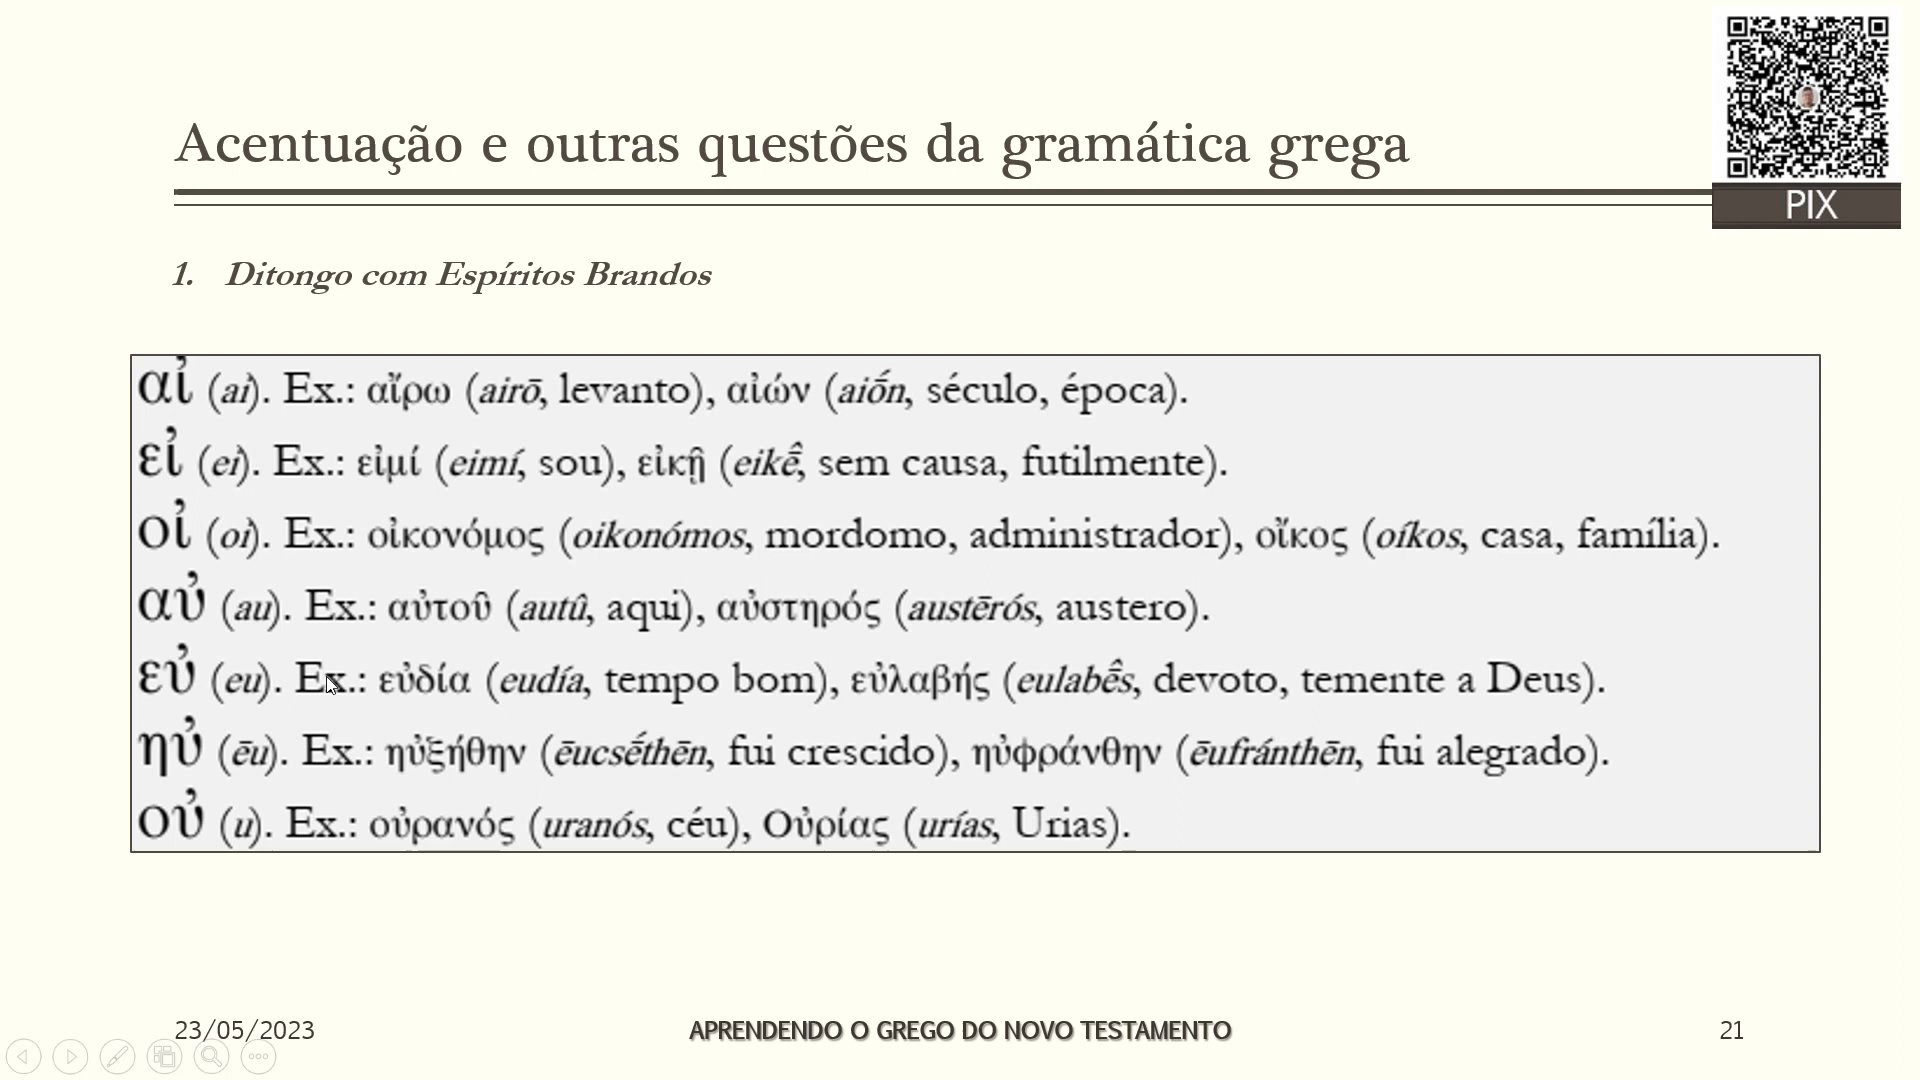 Acentuação e outras questões da gramática grega
PIX
1. Ditongo com Espíritos Brandos
αἰ (ai). Ex.: αἴρω (airō, levanto), αἰών (aiṓn, século, época).
εἰ (ei). Ex.: εἰμί (eimí, sou), εἰκῇ (eikē̂, sem causa, futilmente).
οἰ (oi). Ex.: οἰκονόμος (oikonómos, mordomo, administrador), οἴκος (oíkos, casa, família).
αὐ (au). Ex.: αὐτοῦ (autû, aqui), αὐστηρός (austērós, austero).
εὐ (eu). Ex.: εὐδία (eudía, tempo bom), εὐλαβής (eulabē̂s, devoto, temente a Deus).
ηὐ (ēu). Ex.: ηὐξήθην (ēucsḗthēn, fui crescido), ηὐφράνθην (ēufránthēn, fui alegrado).
οὐ (u). Ex.: οὐρανός (uranós, céu), Οὐρίας (urías, Urias).
23/05/2023
APRENDENDO O GREGO DO NOVO TESTAMENTO
21